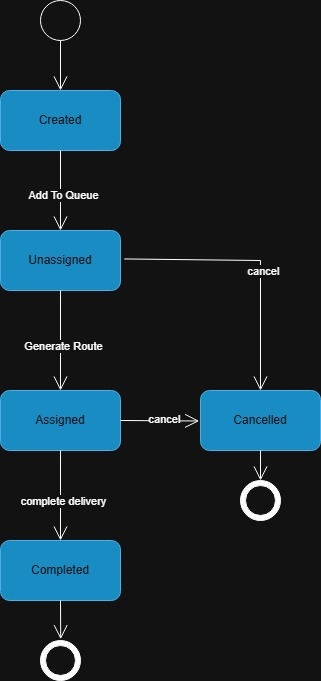 Created
Add To Queue
Unassigned
cancel
Generate Route
Assigned
cancel
Cancelled
complete delivery
Completed